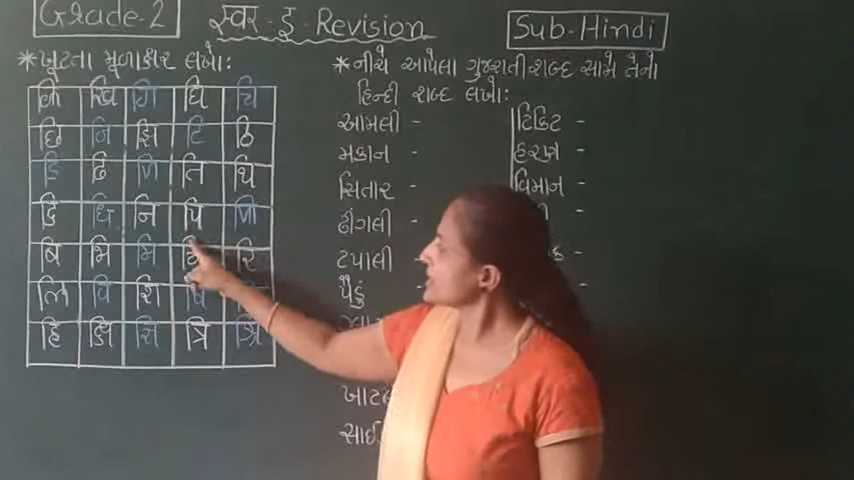 Grade-2
स्वर - इ - Revision
Sub-Hindi
*ખૂટતા મૂળાક્ષર લખો:
कि खि गि घि चि
छि जि झि टि ठि
डि ढि णि ति थि
दि धि नि पि फि
बि भि मि रि
लि वि शि षि
हि क्षि सि त्रि श्रि
*નીચે આપેલા ગુજરાતી શબ્દ સામે તેનો
હિન્દી શબ્દ લખો:
આમલી -
મકાન -
સિતાર -
ઢીંગલી -
ટપાલી -
પૈડું
ટિકિટ -
હરણ -
વિમાન -